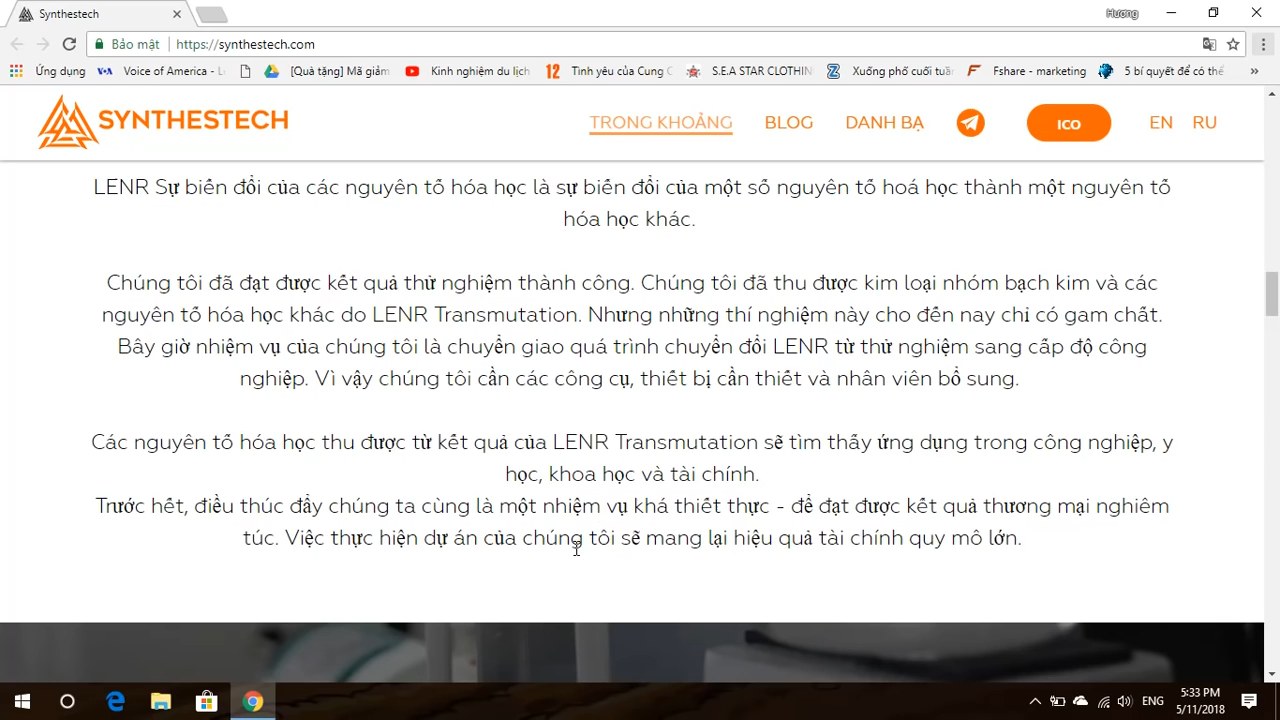 Synthestech
Hương
Bảo mật
https://synthestech.com
Ứng dụng
Voice of America - L
[Quà tặng] Mã giảm
Kinh nghiệm du lịch
Tình yêu của Cung
S.E.A STAR CLOTHIN
Xuống phố cuối tuần
Fshare - marketing
5 bí quyết để có thể
»
SYNTHESTECH
TRONG KHOẢNG
BLOG
DANH BẠ
ICO
EN
RU
LENR Sự biến đổi của các nguyên tố hóa học là sự biến đổi của một số nguyên tố hoá học thành một nguyên tố
hóa học khác.
Chúng tôi đã đạt được kết quả thử nghiệm thành công. Chúng tôi đã thu được kim loại nhóm bạch kim và các
nguyên tố hóa học khác do LENR Transmutation. Nhưng những thí nghiệm này cho đến nay chỉ có gam chất.
Bây giờ nhiệm vụ của chúng tôi là chuyển giao quá trình chuyển đổi LENR từ thử nghiệm sang cấp độ công
nghiệp. Vì vậy chúng tôi cần các công cụ, thiết bị cần thiết và nhân viên bổ sung.
Các nguyên tố hóa học thu được từ kết quả của LENR Transmutation sẽ tìm thấy ứng dụng trong công nghiệp, y
học, khoa học và tài chính.
Trước hết, điều thúc đẩy chúng ta cùng là một nhiệm vụ khá thiết thực - để đạt được kết quả thương mại nghiêm
túc. Việc thực hiện dự án của chúng tôi sẽ mang lại hiệu quả tài chính quy mô lớn.
ENG
5:33 PM
5/11/2018